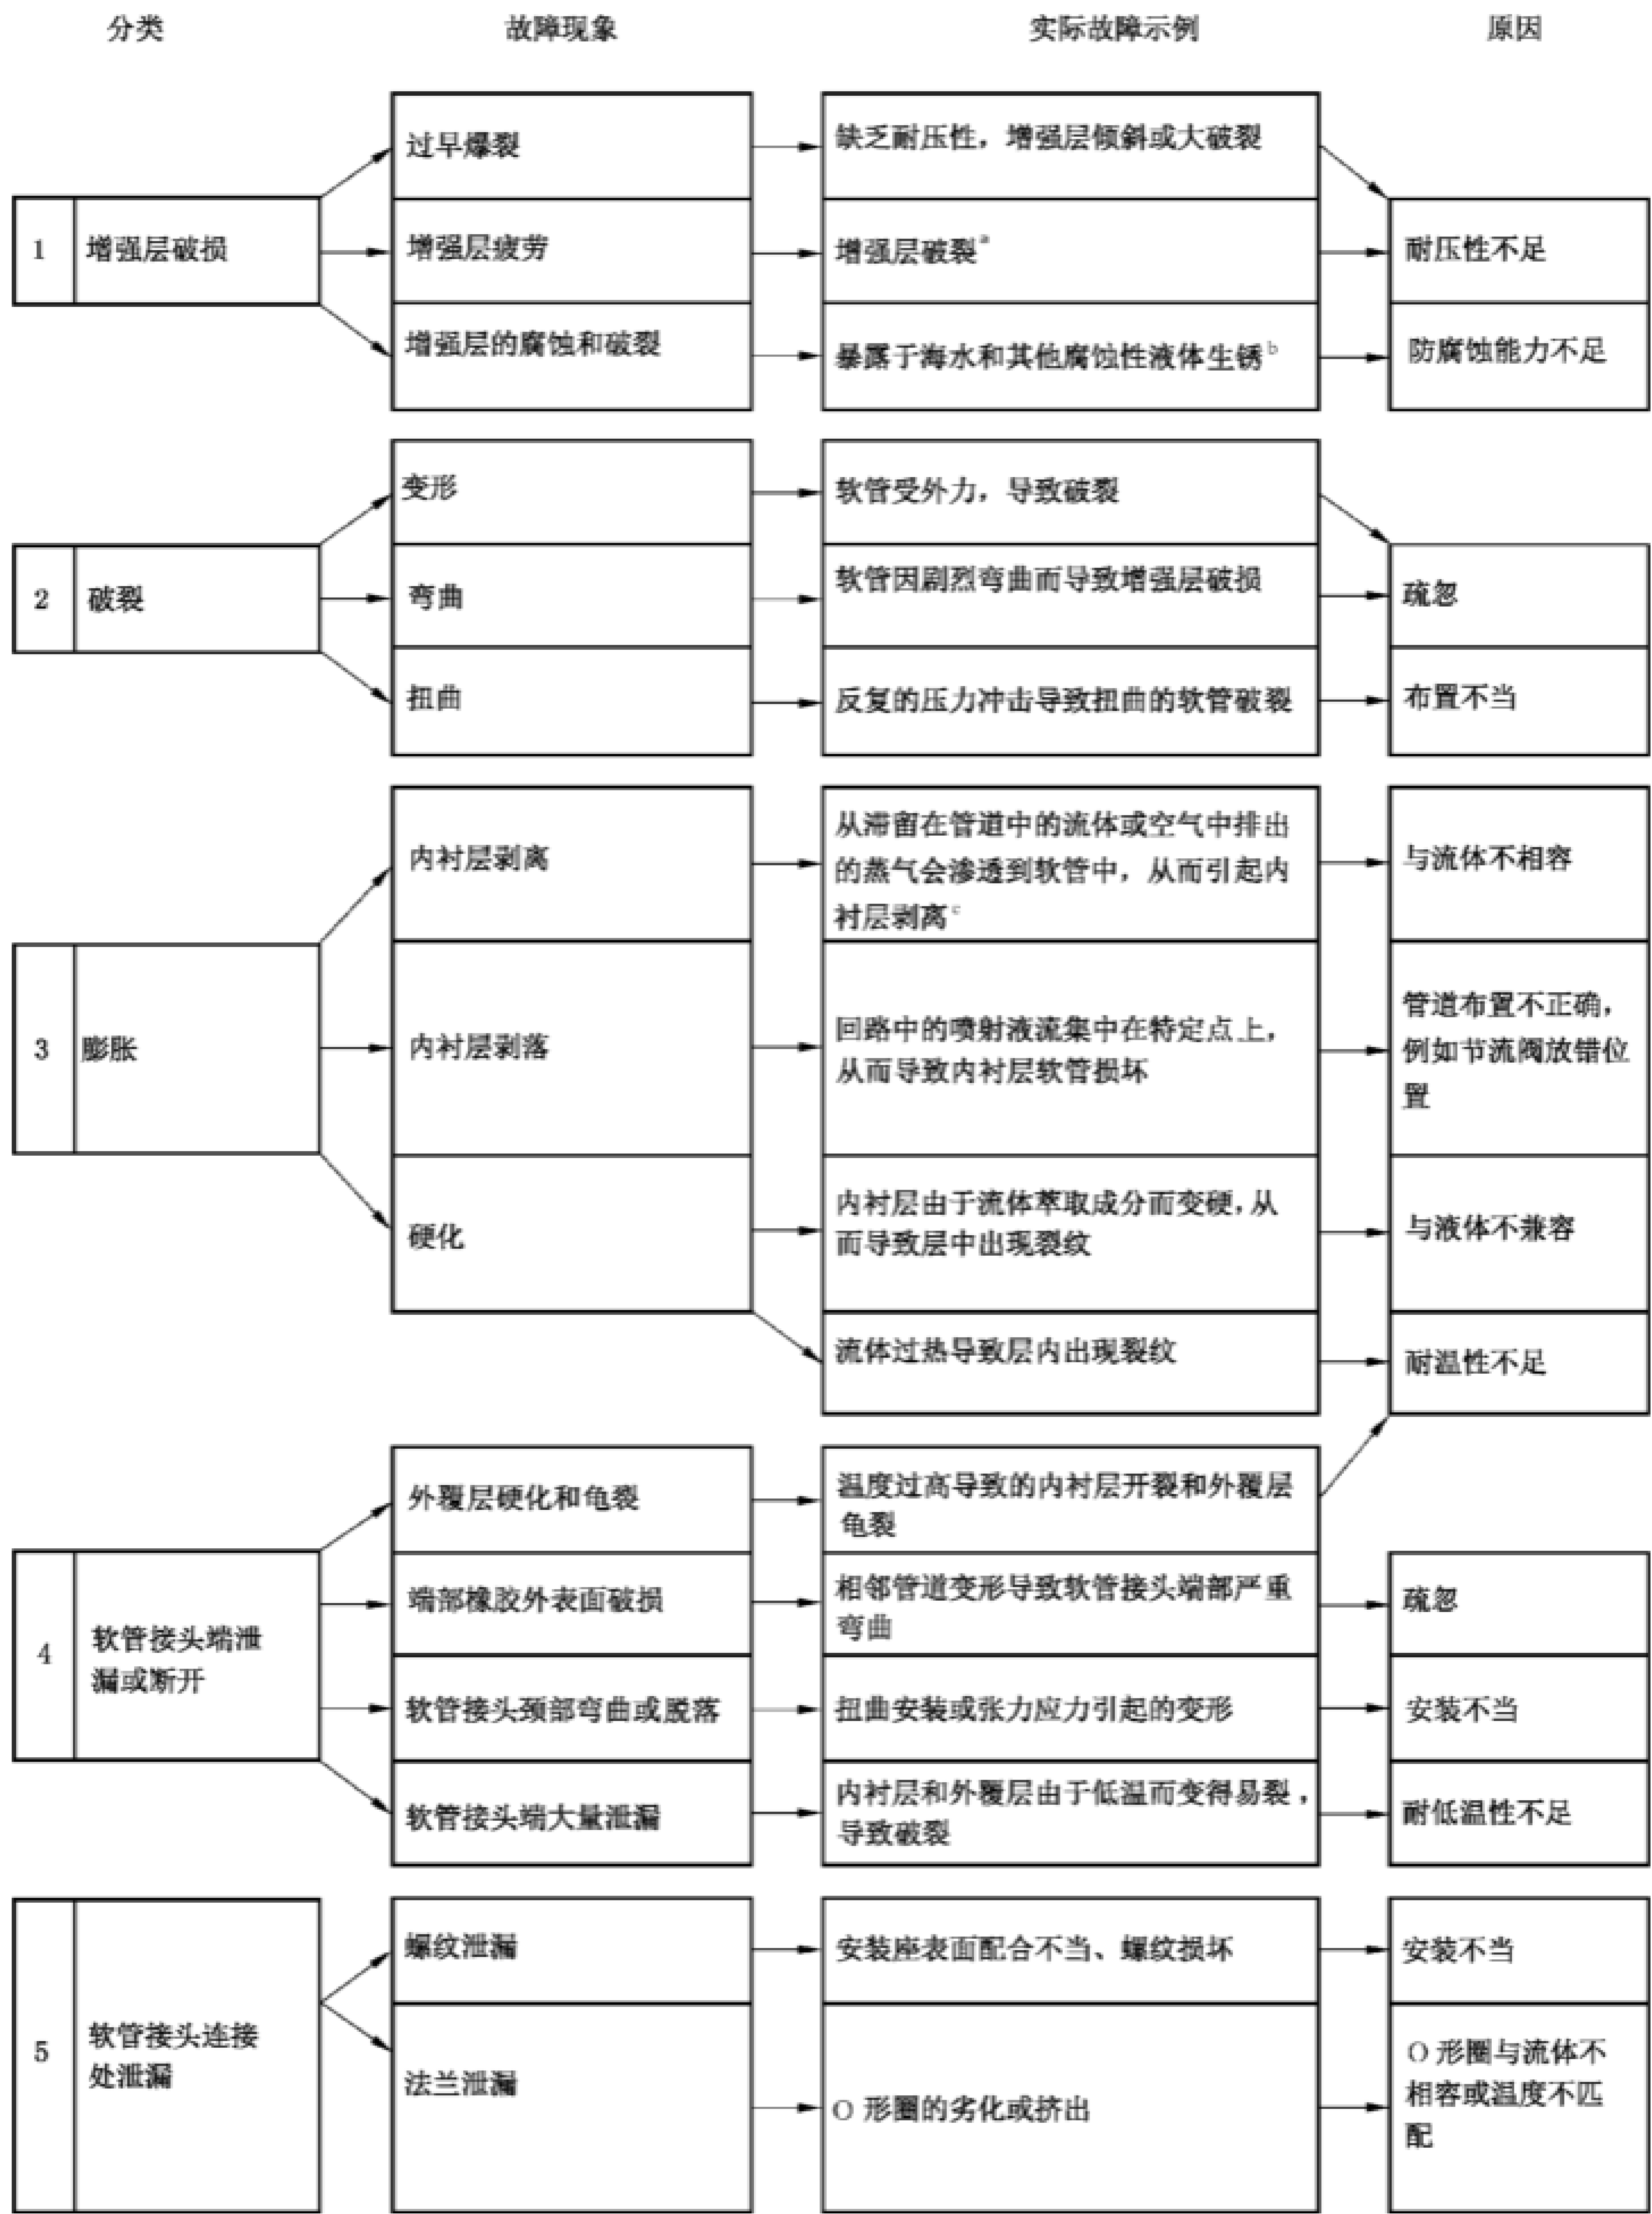 分类 故障现象 实际故障示例 原因
过早爆裂
缺乏耐压性，增强层倾斜或大破裂
1 增强层破损
增强层疲劳
增强层破裂a
耐压性不足
增强层的腐蚀和破裂
暴露于海水和其他腐蚀性液体生锈b
防腐蚀能力不足
变形
软管受外力，导致破裂
2 破裂
弯曲
软管因剧烈弯曲而导致增强层破损
疏忽
扭曲
反复的压力冲击导致扭曲的软管破裂
布置不当
内衬层剥离
从滞留在管道中的流体或空气中排出
的蒸气会渗透到软管中，从而引起内
衬层剥离c
与流体不相容
3 膨胀
内衬层剥落
回路中的喷射液流集中在特定点上，
从而导致内衬层软管损坏
管道布置不正确，
例如节流阀放错位
置
硬化
内衬层由于流体萃取成分而变硬，从
而导致层中出现裂纹
与液体不兼容
流体过热导致层内出现裂纹
耐温性不足
外覆层硬化和龟裂
温度过高导致的内衬层开裂和外覆层
龟裂
4 软管接头端泄
漏或断开
端部橡胶外表面破损
相邻管道变形导致软管接头端部严重
弯曲
疏忽
软管接头颈部弯曲或脱落
扭曲安装或张力应力引起的变形
安装不当
软管接头端大量泄漏
内衬层和外覆层由于低温而变得易裂，
导致破裂
耐低温性不足
5 软管接头连接
处泄漏
螺纹泄漏
安装座表面配合不当、螺纹损坏
安装不当
法兰泄漏
O 形圈的劣化或挤出
O 形圈与流体不
相容或温度不匹
配